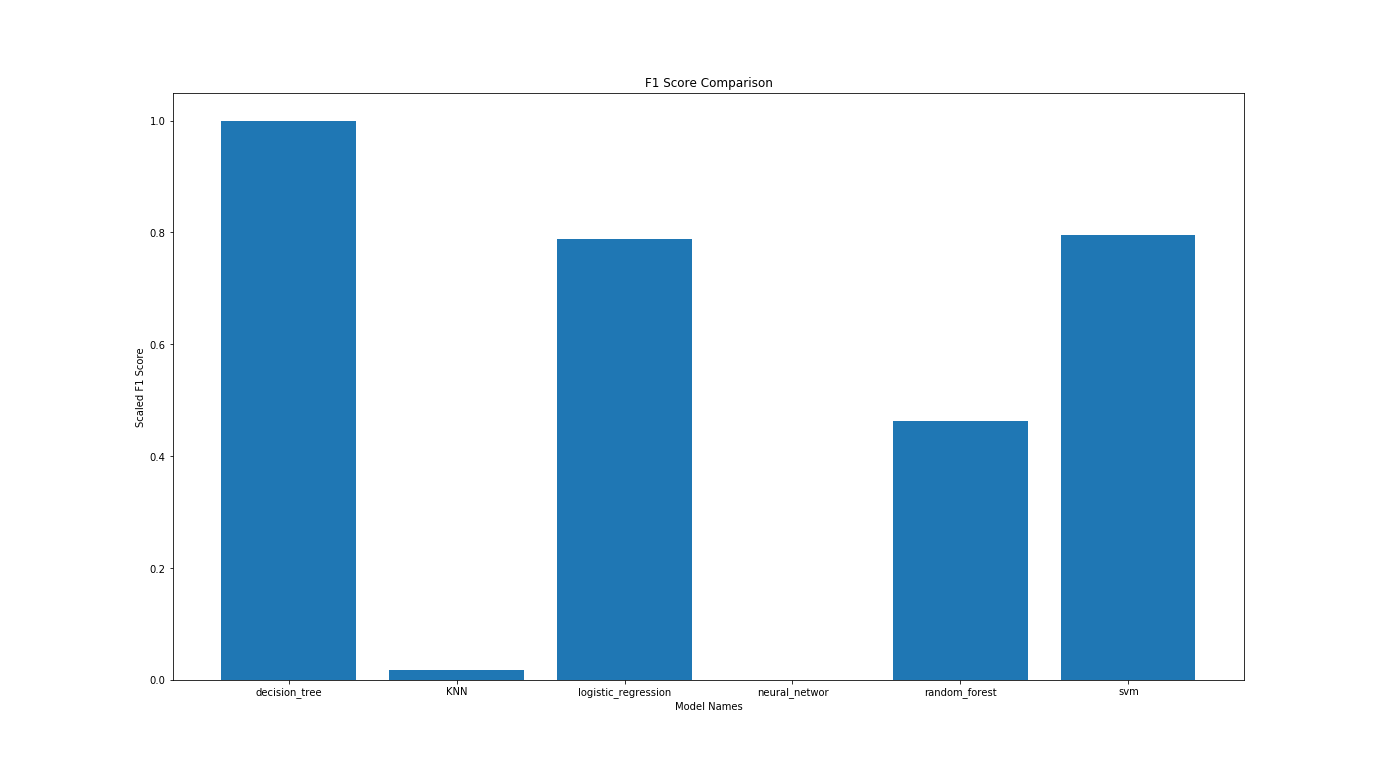 F1 Score Comparison
1.0
0.8
0.6
0.4
0.2
0.0
Scaled F1 Score
decision_tree KNN logistic_regression neural_networ random_forest svm
Model Names